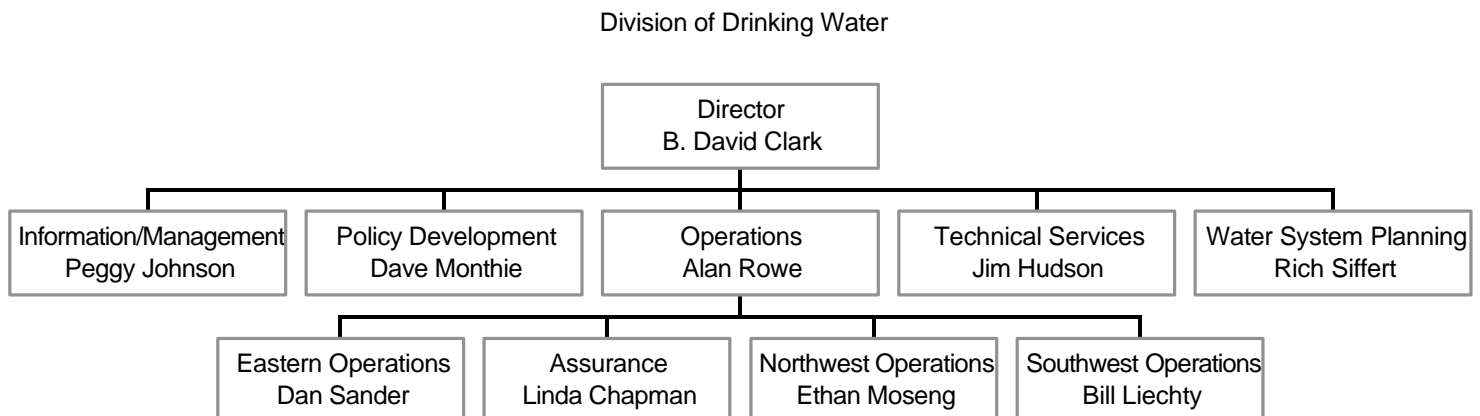 Division of Drinking Water
Director
B. David Clark
Information/Management
Peggy Johnson
Policy Development
Dave Monthie
Operations
Alan Rowe
Technical Services
Jim Hudson
Water System Planning
Rich Siffert
Eastern Operations
Dan Sander
Assurance
Linda Chapman
Northwest Operations
Ethan Moseng
Southwest Operations
Bill Liechty